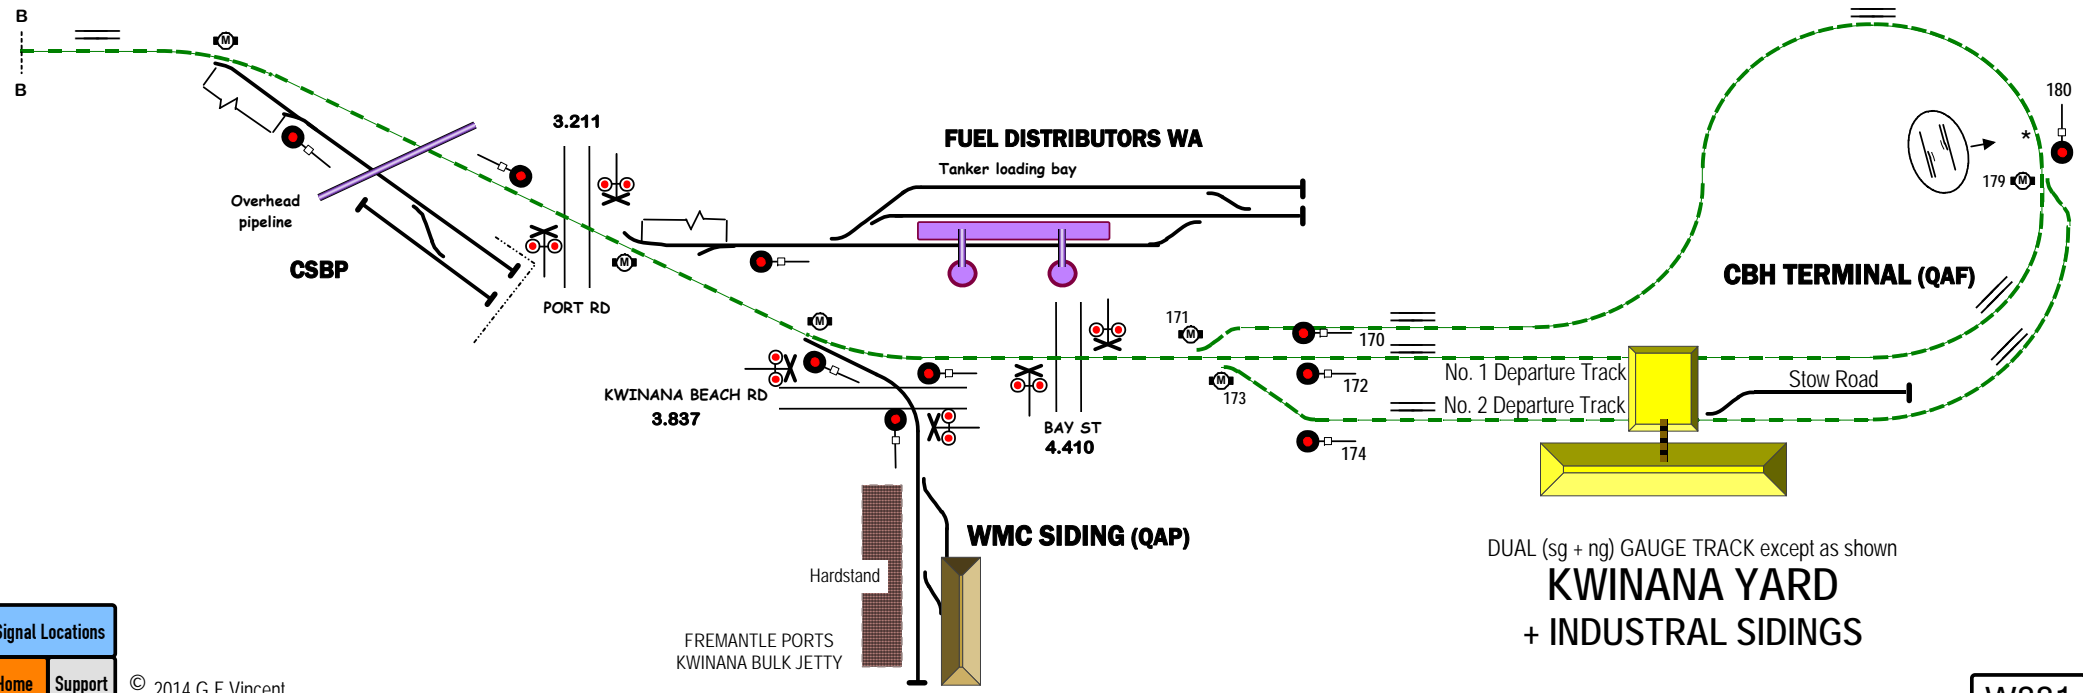 B
B
M
3.211
FUEL DISTRIBUTORS WA
Tanker loading bay
Overhead
pipeline
CSBP
M
PORT RD
M
KWINANA BEACH RD
3.837
BAY ST
4.410
171
M
170
172
M
173
174
No. 1 Departure Track
No. 2 Departure Track
Stow Road
CBH TERMINAL (QAF)
180
*
179
M
WMC SIDING (QAP)
Hardstand
FREMANTLE PORTS
KWINANA BULK JETTY
DUAL (sg + ng) GAUGE TRACK except as shown
KWINANA YARD
+ INDUSTRAL SIDINGS
Signal Locations
Home
Support
© 2014 G F Vincent